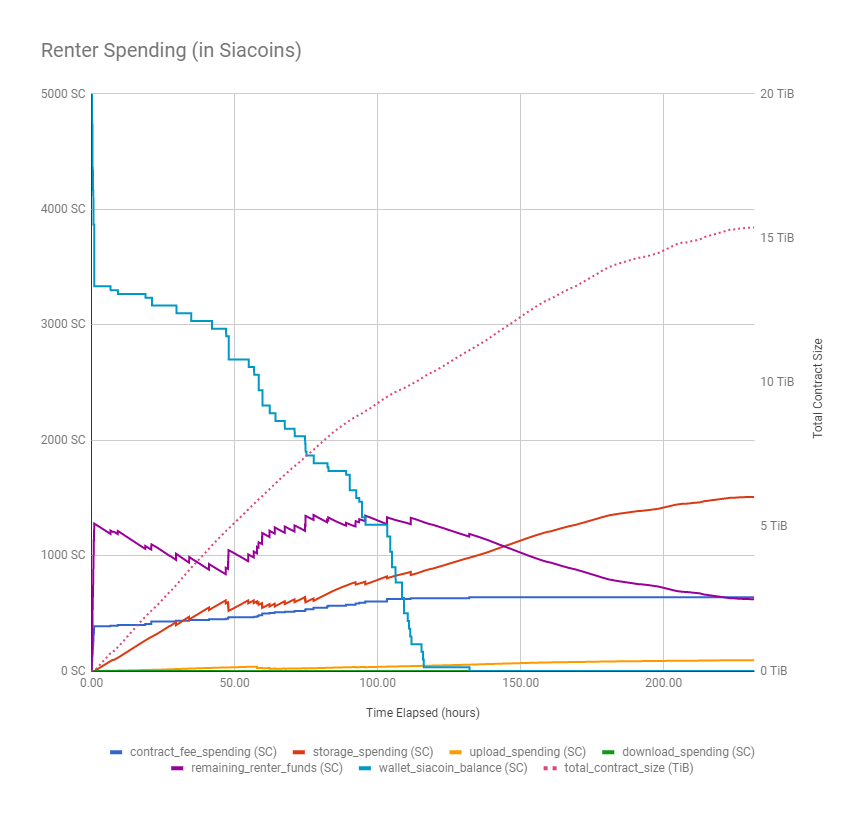 Renter Spending (in Siacoins)
5000 SC
20 TiB
4000 SC
15 TiB
3000 SC
10 TiB
2000 SC
5 TiB
1000 SC
0 SC
0 TiB
0.00
50.00
100.00
150.00
200.00
Total Contract Size
Time Elapsed (hours)
contract_fee_spending (SC) storage_spending (SC) upload_spending (SC) download_spending (SC)
remaining_renter_funds (SC) wallet_siacoin_balance (SC) total_contract_size (TiB)